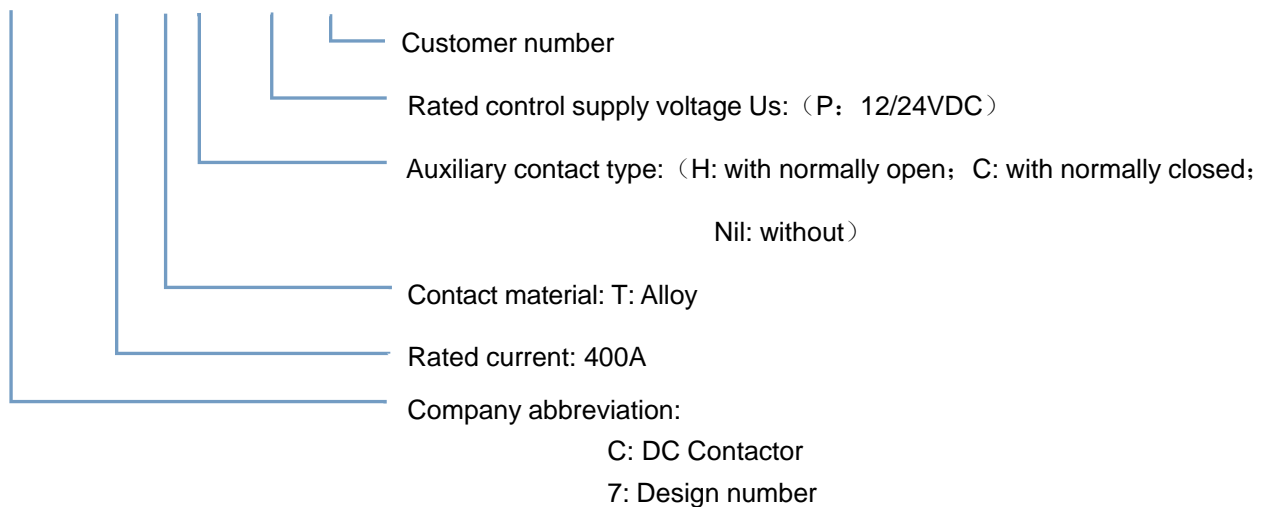 Customer number
Rated control supply voltage Us:（P：12/24VDC）
Auxiliary contact type:（H: with normally open；C: with normally closed；
Nil: without）
Contact material: T: Alloy
Rated current: 400A
Company abbreviation:
C: DC Contactor
7: Design number